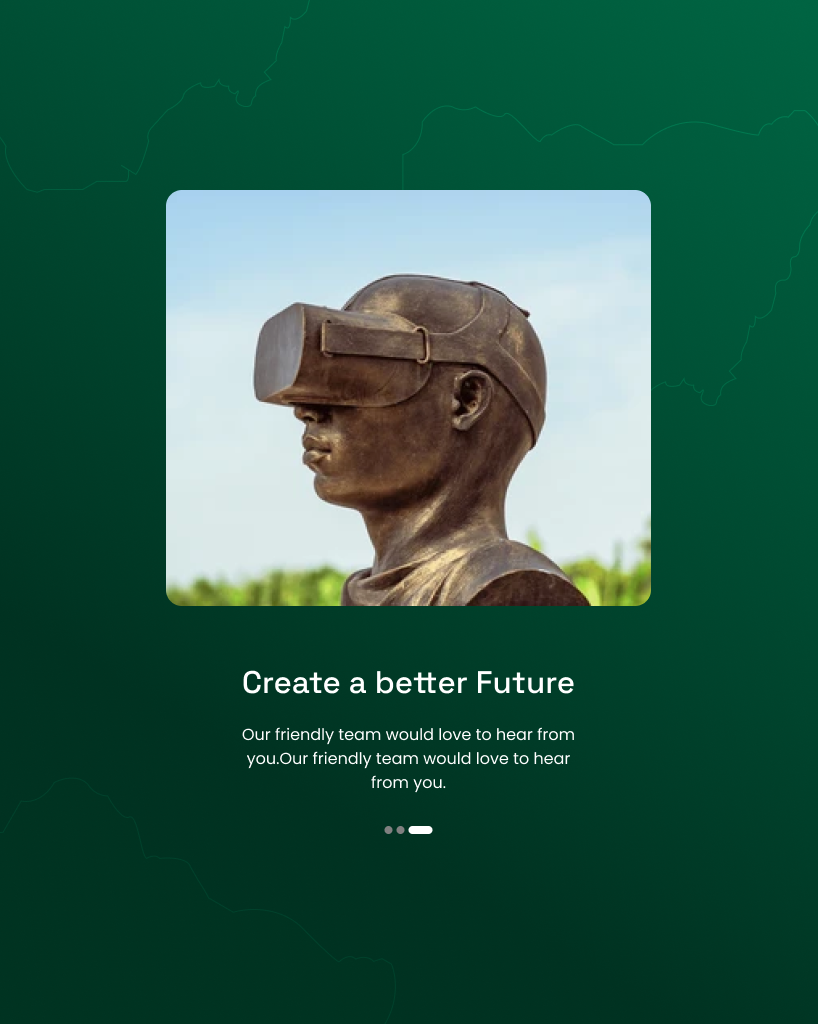 Create a better Future
Our friendly team would love to hear from
you.Our friendly team would love to hear
from you.